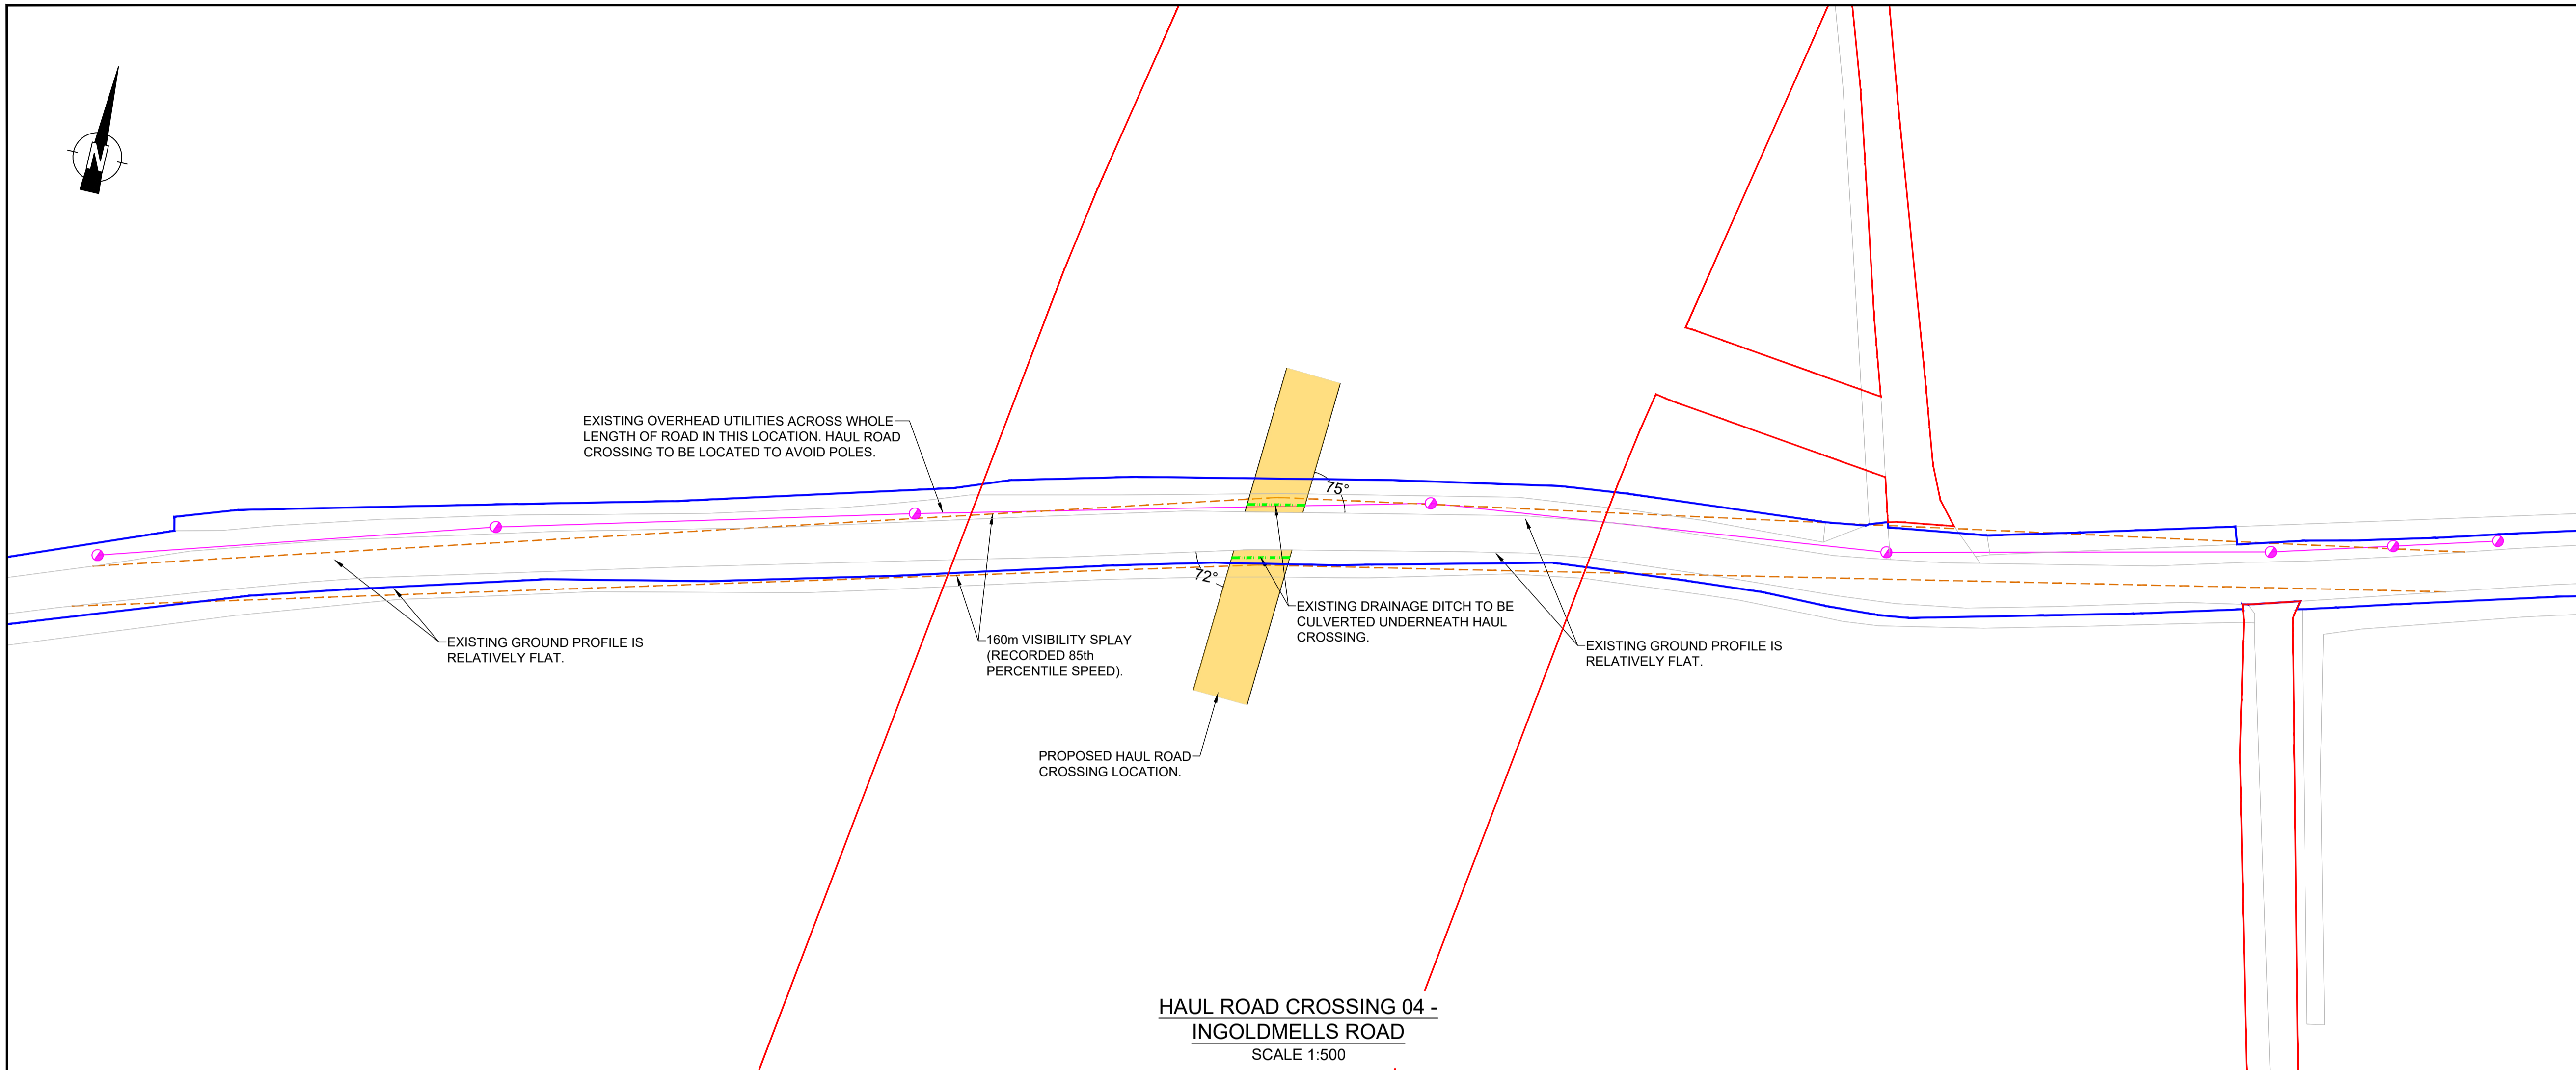 N
EXISTING OVERHEAD UTILITIES ACROSS WHOLE
LENGTH OF ROAD IN THIS LOCATION. HAUL ROAD
CROSSING TO BE LOCATED TO AVOID POLES.
75°
72°
EXISTING GROUND PROFILE IS
RELATIVELY FLAT.
160m VISIBILITY SPLAY
(RECORDED 85th
PERCENTILE SPEED).
EXISTING DRAINAGE DITCH TO BE
CULVERTED UNDERNEATH HAUL
CROSSING.
EXISTING GROUND PROFILE IS
RELATIVELY FLAT.
PROPOSED HAUL ROAD
CROSSING LOCATION.
HAUL ROAD CROSSING 04 -
INGOLDMELLS ROAD
SCALE 1:500